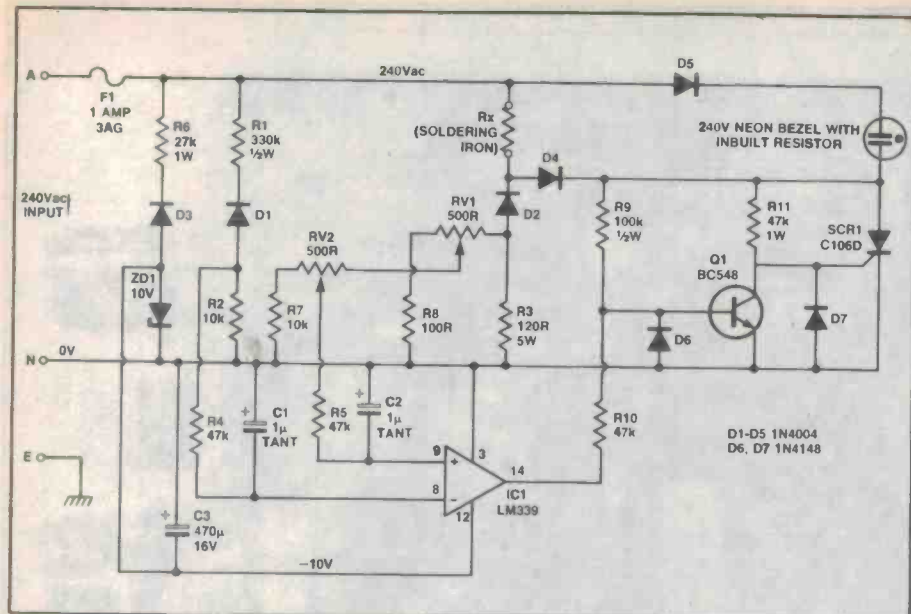 A
F1
1 AMP
3AG
240Vac
D5
R6
27k
1W
R1
330k
½W
Rx
(SOLDERING
IRON)
240V NEON BEZEL WITH
INBUILT RESISTOR
D4
240Vac
INPUT
D3
D1
RV1
500R
D2
R9
100k
½W
R11
47k
1W
SCR1
C106D
RV2
500R
Q1
BC548
ZD1
10V
R2
10k
R7
10k
R8
100R
R3
120R
5W
D6
D7
N
0V
R4
47k
C1
1μ
TANT
R5
47k
C2
1μ
TANT
R10
47k
D1-D5 1N4004
D6, D7 1N4148
9
+
3
14
8
–
12
IC1
LM339
E
+
C3
470μ
16V
+
+
–10V